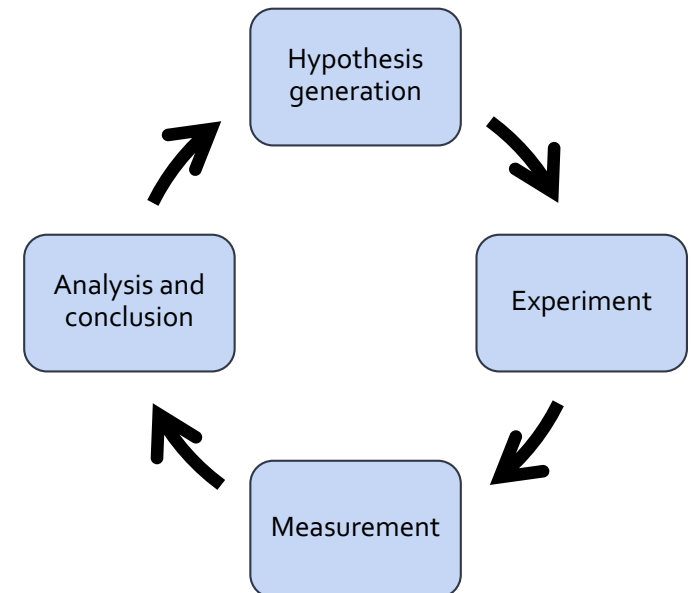 Hypothesis
generation
Experiment
Measurement
Analysis and
conclusion